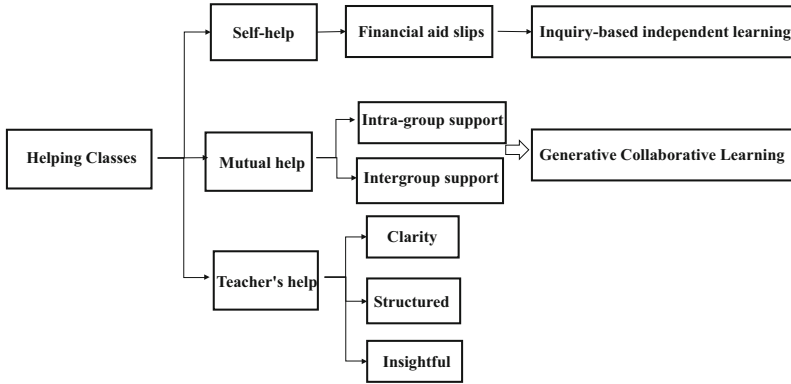 Self-help
Financial aid slips
Inquiry-based independent learning
Helping Classes
Mutual help
Intra-group support
Intergroup support
Generative Collaborative Learning
Teacher's help
Clarity
Structured
Insightful